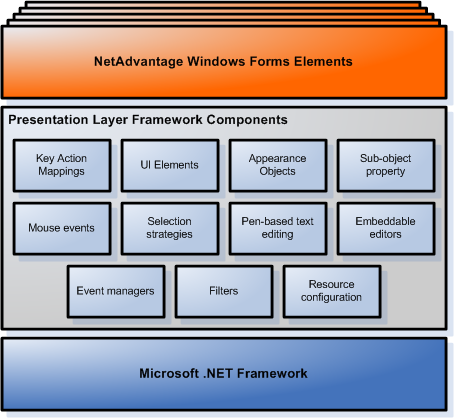 NetAdvantage Windows Forms Elements
Presentation Layer Framework Components
Key Action
Mappings
UI Elements
Appearance
Objects
Sub-object
property
Mouse events
Selection
strategies
Pen-based text
editing
Embeddable
editors
Event managers
Filters
Resource
configuration
Microsoft .NET Framework